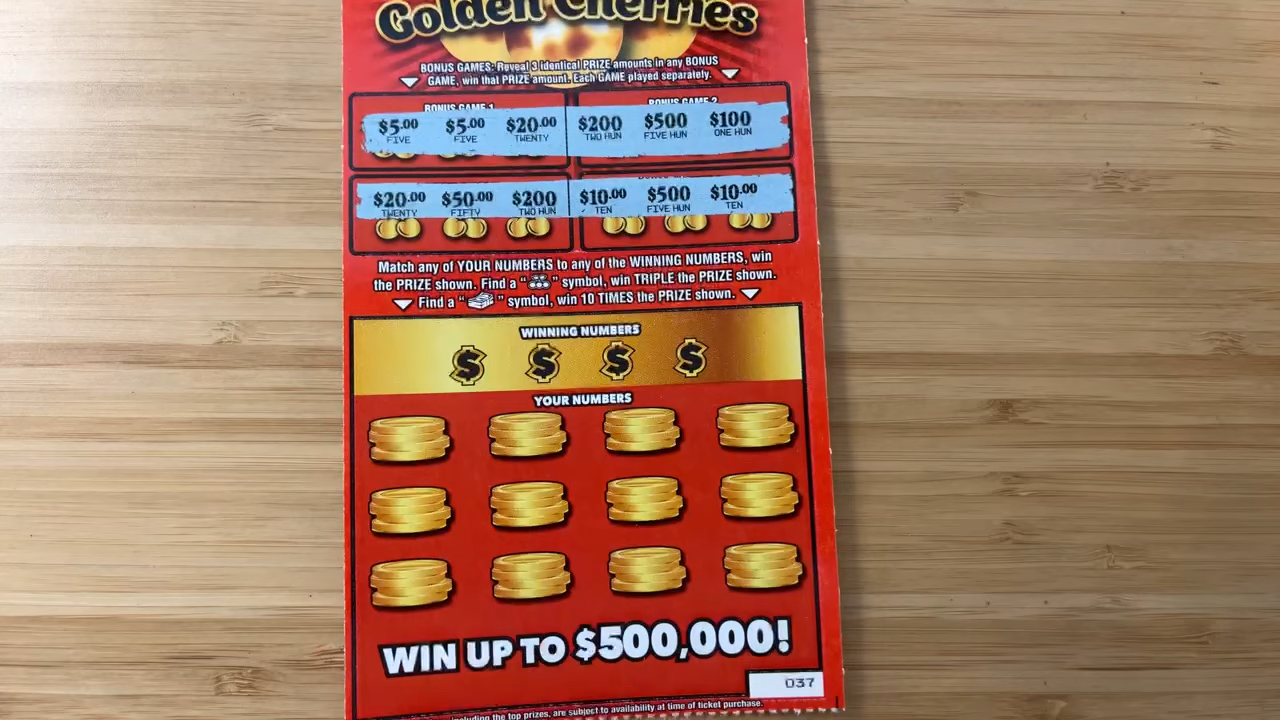 Golden Cherries
BONUS GAMES: Reveal 3 identical PRIZE amounts in any BONUS
GAME, win that PRIZE amount. Each GAME played separately.
BONUS GAME 1 BONUS GAME 2
$5.00 $5.00 $20.00 $200 $500 $100
FIVE FIVE TWENTY TWO HUN FIVE HUN ONE HUN
$20.00 $50.00 $200 $10.00 $500 $10.00
TWENTY FIFTY TWO HUN TEN FIVE HUN TEN
Match any of YOUR NUMBERS to any of the WINNING NUMBERS, win
the PRIZE shown. Find a " " symbol, win TRIPLE the PRIZE shown.
Find a " " symbol, win 10 TIMES the PRIZE shown.
WINNING NUMBERS
$ $ $ $
YOUR NUMBERS
WIN UP TO $500,000!
037
including the top prizes, are subject to availability at time of ticket purchase.